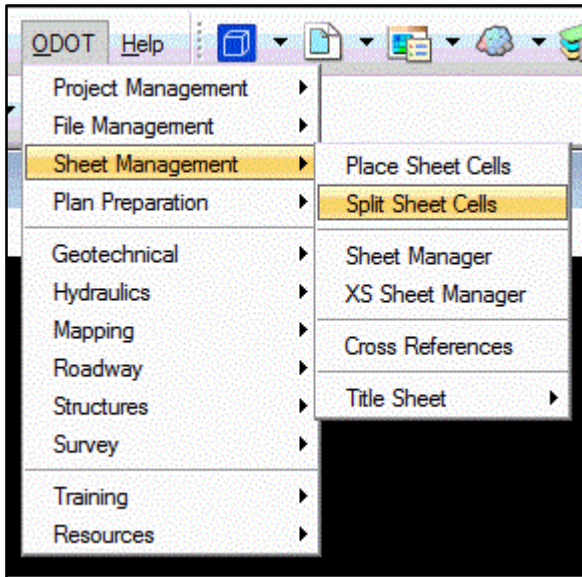 ODOT Help
Project Management
File Management
Sheet Management
Plan Preparation
Geotechnical
Hydraulics
Mapping
Roadway
Structures
Survey
Training
Resources
Place Sheet Cells
Split Sheet Cells
Sheet Manager
XS Sheet Manager
Cross References
Title Sheet